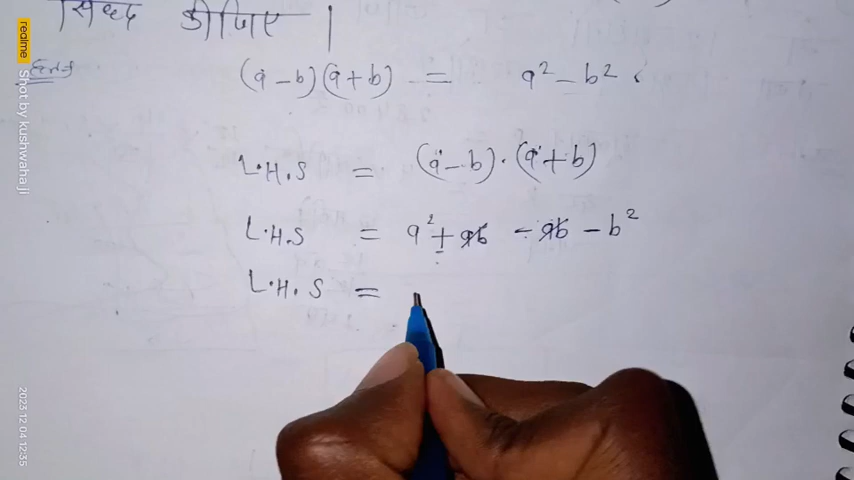 सिद्ध कीजिए |
(a-b)(a+b) = a² - b²
L.H.S = (a-b).(a+b)
L.H.S = a² + ab - ab - b²
L.H.S =
realme
Shot by kushwahaji
2023.12.04 12:35